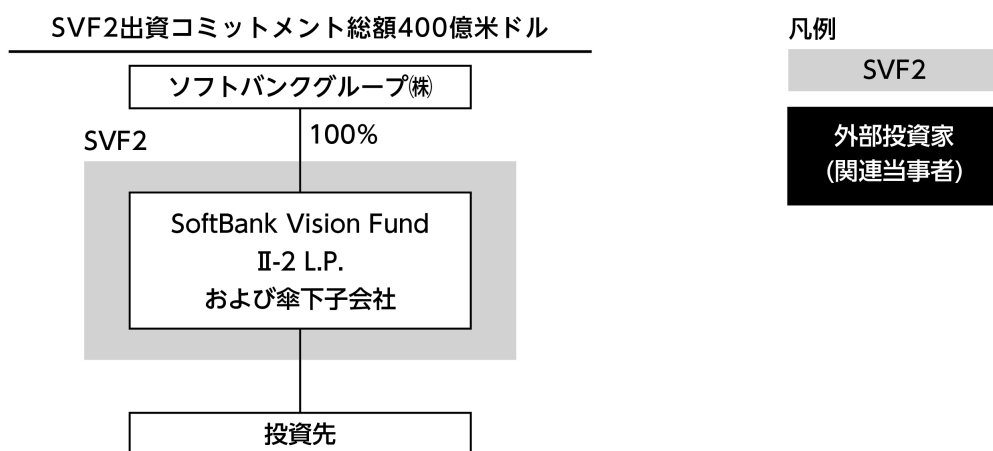 SVF2出資コミットメント総額400億米ドル
ソフトバンクグループ㈱
100%
SVF2
SoftBank Vision Fund
Ⅱ-2 L.P.
および傘下子会社
投資先
凡例
SVF2
外部投資家
(関連当事者)